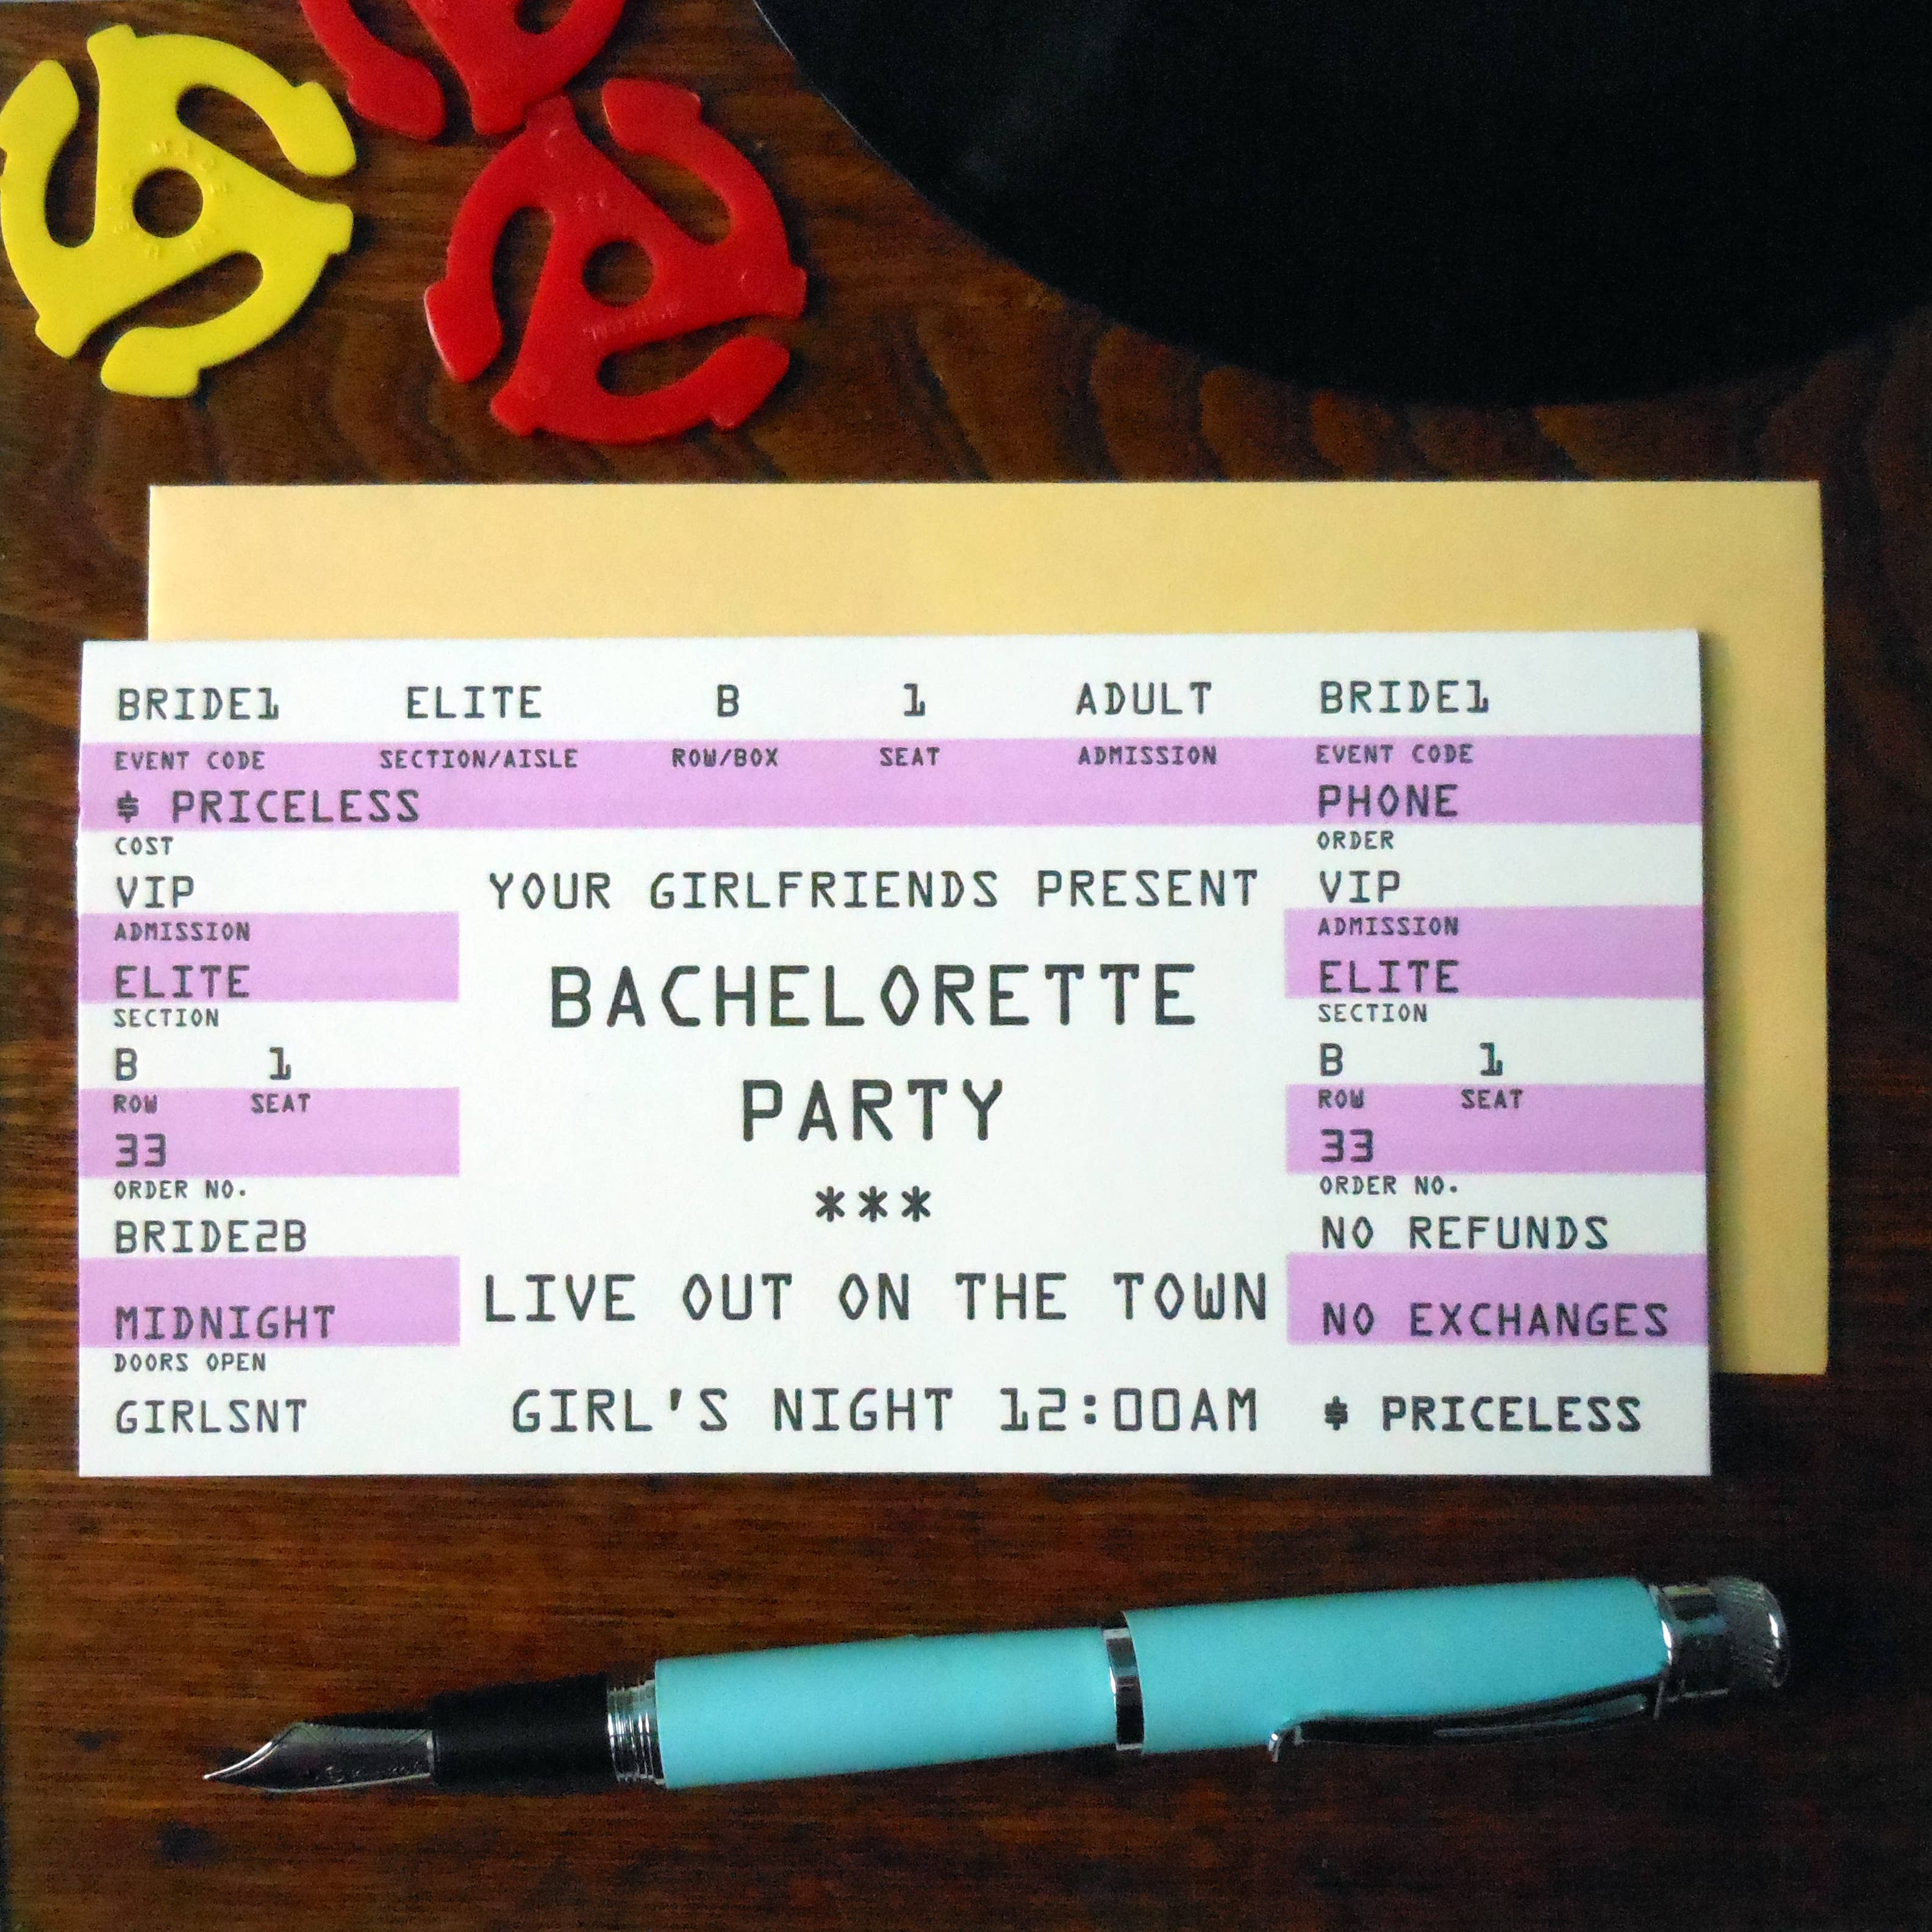 BRIDE1 ELITE B 1 ADULT BRIDE1
EVENT CODE SECTION/AISLE ROW/BOX SEAT ADMISSION EVENT CODE
$ PRICELESS PHONE
COST ORDER
VIP YOUR GIRLFRIENDS PRESENT VIP
ADMISSION ADMISSION
ELITE BACHELORETTE ELITE
SECTION SECTION
B 1 B 1
ROW SEAT PARTY ROW SEAT
33 33
ORDER NO. *** ORDER NO.
BRIDE2B NO REFUNDS
MIDNIGHT LIVE OUT ON THE TOWN NO EXCHANGES
DOORS OPEN
GIRLSNT GIRL'S NIGHT 12:00AM $ PRICELESS